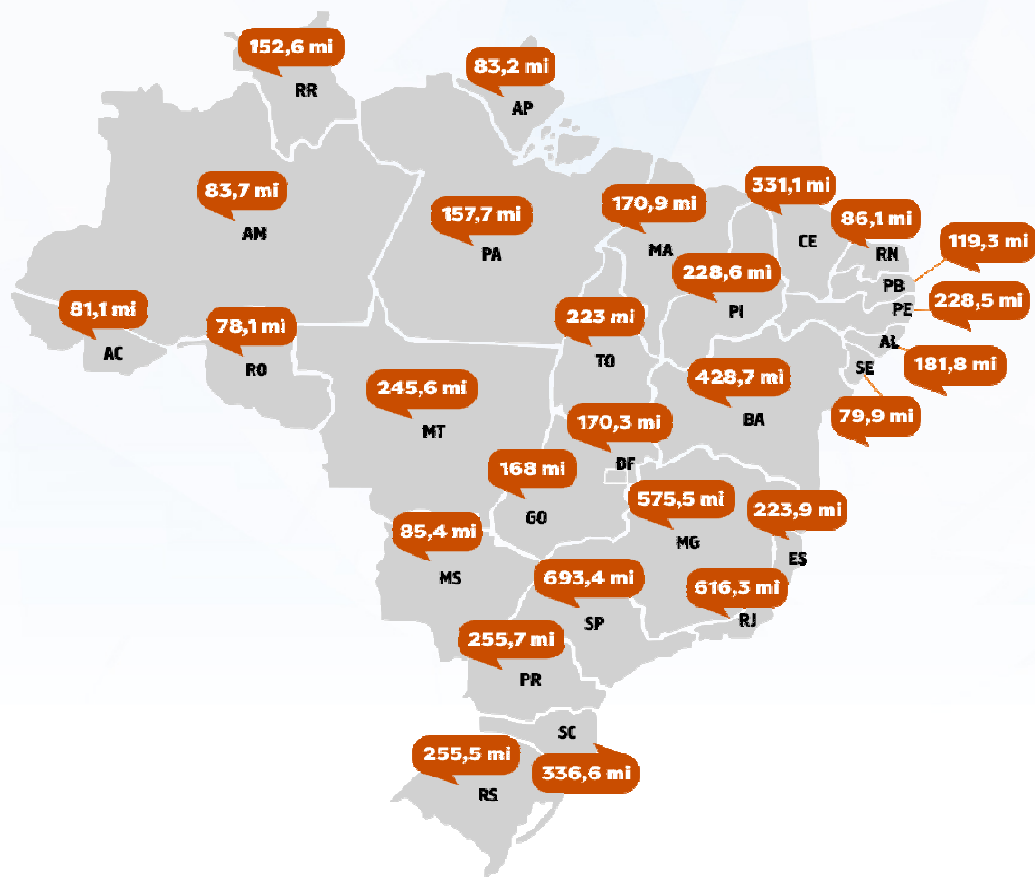 152,6 mi
RR
83,2 mi
AP
83,7 mi
AM
157,7 mi
PA
170,9 mi
MA
331,1 mi
CE
86,1 mi
RN
119,3 mi
PB
228,6 mi
PI
228,5 mi
PE
81,1 mi
AC
78,1 mi
RO
223 mi
TO
AL
181,8 mi
SE
79,9 mi
245,6 mi
MT
428,7 mi
BA
170,3 mi
DF
168 mi
GO
575,5 mi
MG
223,9 mi
ES
85,4 mi
MS
693,4 mi
SP
616,3 mi
RJ
255,7 mi
PR
SC
336,6 mi
255,5 mi
RS